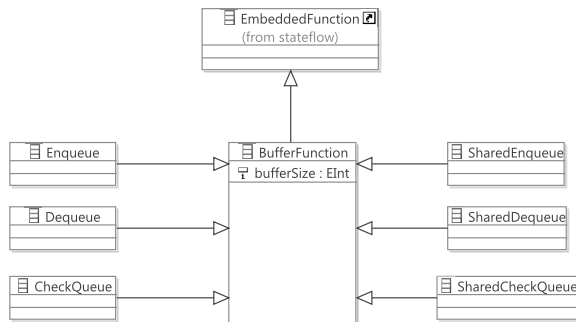 EmbeddedFunction
(from stateflow)
Enqueue
BufferFunction
SharedEnqueue
bufferSize : EInt
Dequeue
SharedDequeue
CheckQueue
SharedCheckQueue